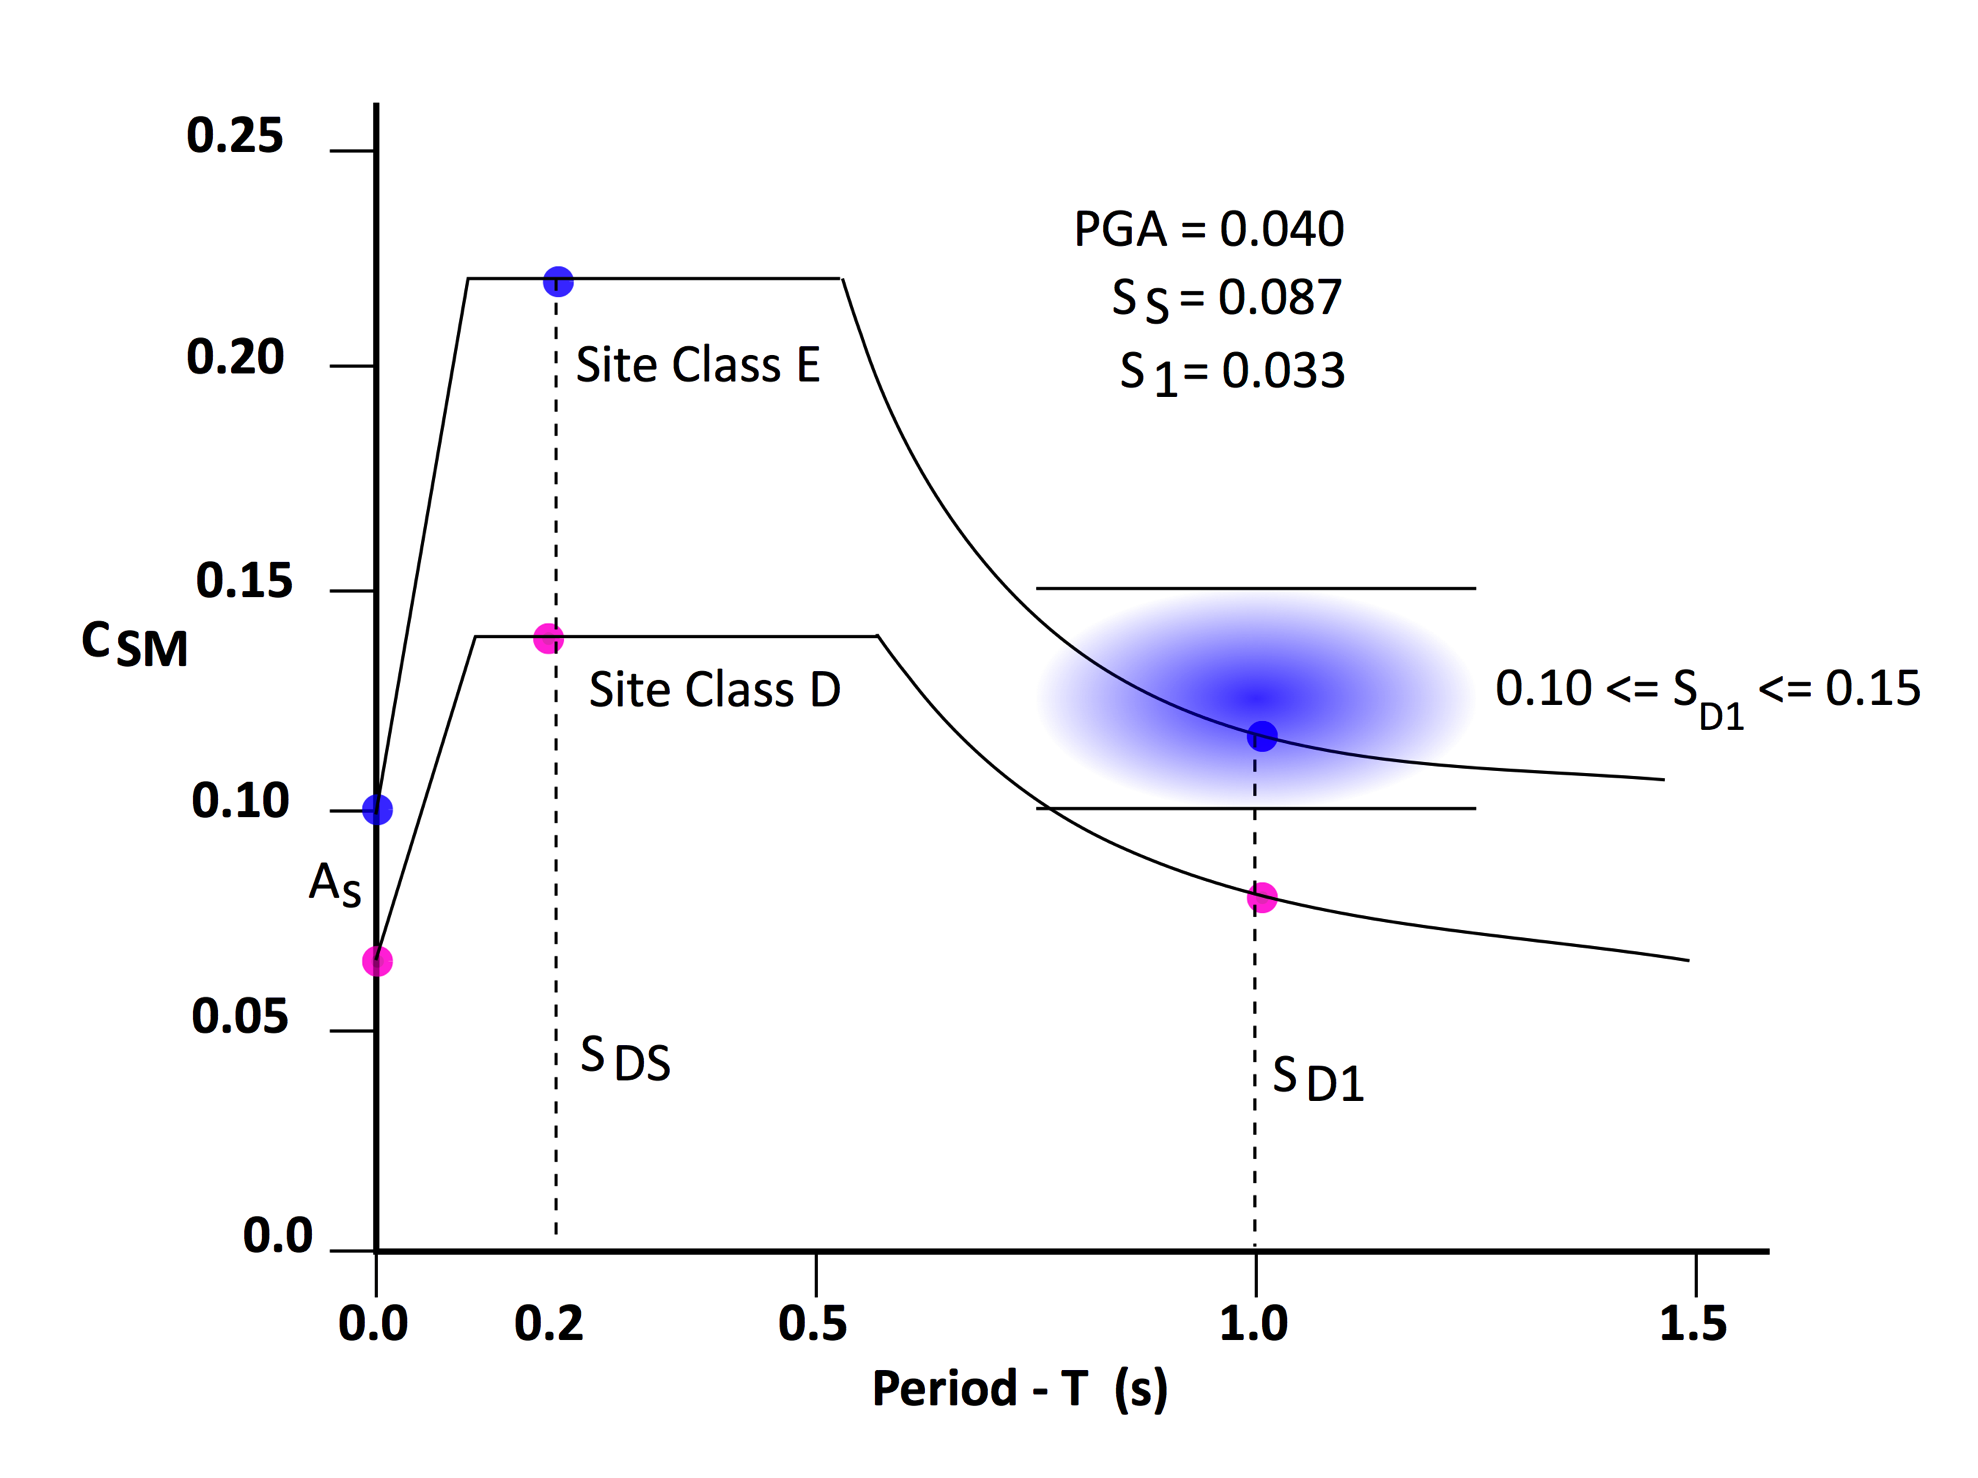 0.25
PGA = 0.040
S S = 0.087
0.20
Site Class E
S 1 = 0.033
0.15
C SM
Site Class D
0.10 <= S D1 <= 0.15
0.10
A S
0.05
S DS
S D1
0.0
0.0 0.2 0.5 1.0 1.5
Period - T (s)